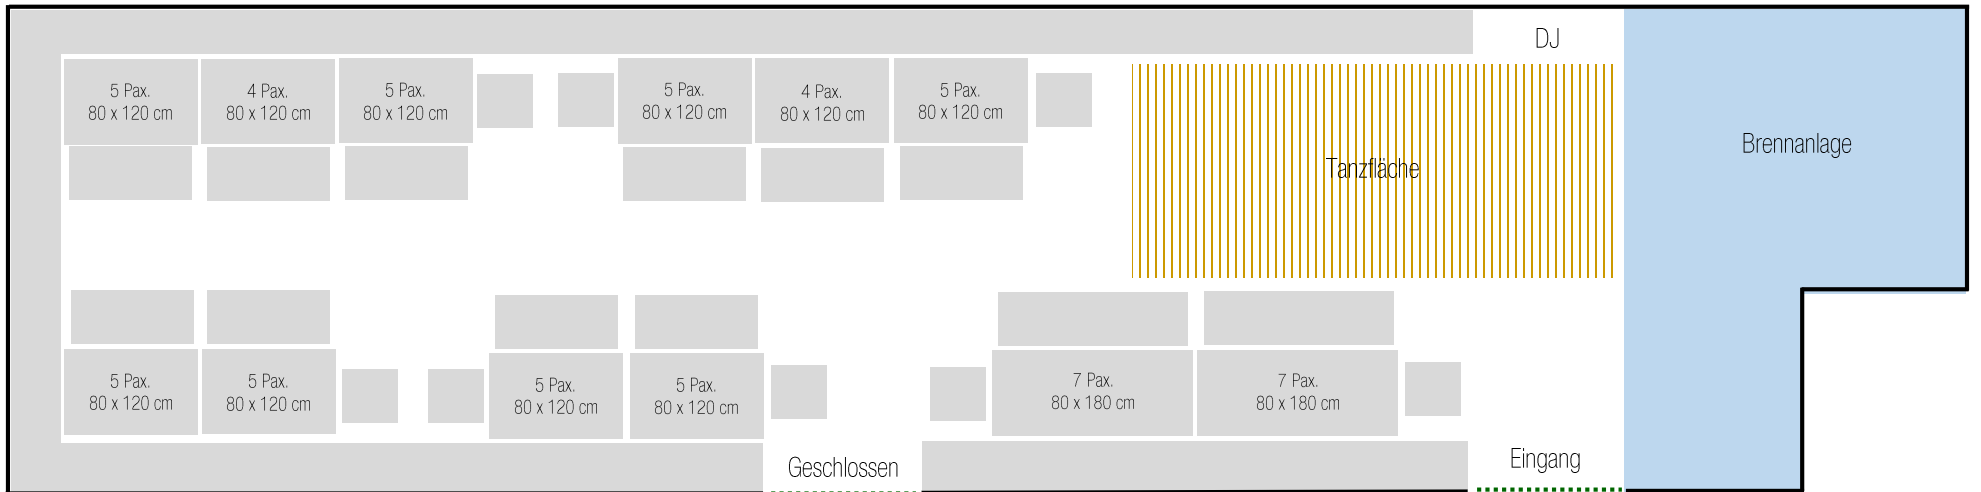 DJ
5 Pax.
80 x 120 cm
4 Pax.
80 x 120 cm
5 Pax.
80 x 120 cm
5 Pax.
80 x 120 cm
4 Pax.
80 x 120 cm
5 Pax.
80 x 120 cm
Tanzfläche
Brennanlage
5 Pax.
80 x 120 cm
5 Pax.
80 x 120 cm
5 Pax.
80 x 120 cm
5 Pax.
80 x 120 cm
7 Pax.
80 x 180 cm
7 Pax.
80 x 180 cm
Geschlossen
Eingang